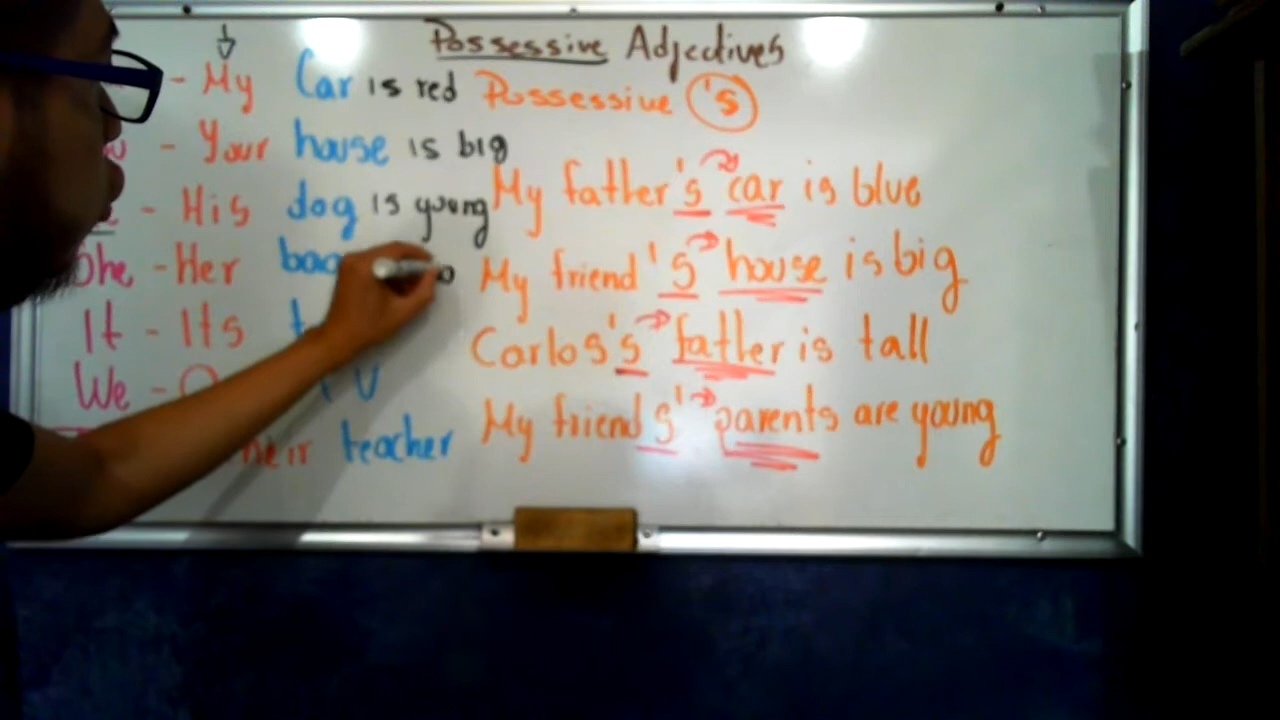 Possessive Adjectives
- My Car is red
- Your house is big
- His dog is young
She - Her bag
It - Its
We -
teacher
Possessive 's
My father's car is blue
My friend's house is big
Carlos's father is tall
My friends' parents are young